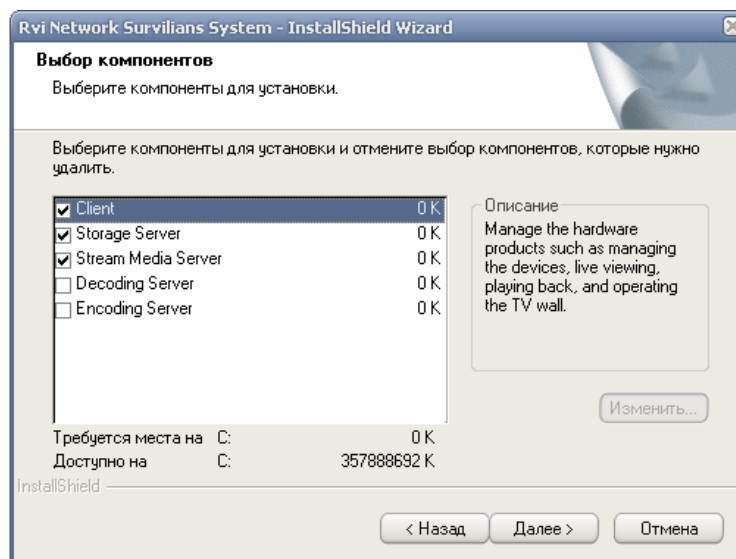 Rvi Network Survilians System - InstallShield Wizard
Выбор компонентов
Выберите компоненты для установки.
Выберите компоненты для установки и отмените выбор компонентов, которые нужно
удалить.
Client 0 K
Storage Server 0 K
Stream Media Server 0 K
Decoding Server 0 K
Encoding Server 0 K
Описание
Manage the hardware
products such as managing
the devices, live viewing,
playing back, and operating
the TV wall.
Изменить...
Требуется места на C: 0 K
Доступно на C: 357888692 K
InstallShield
< Назад Далее > Отмена